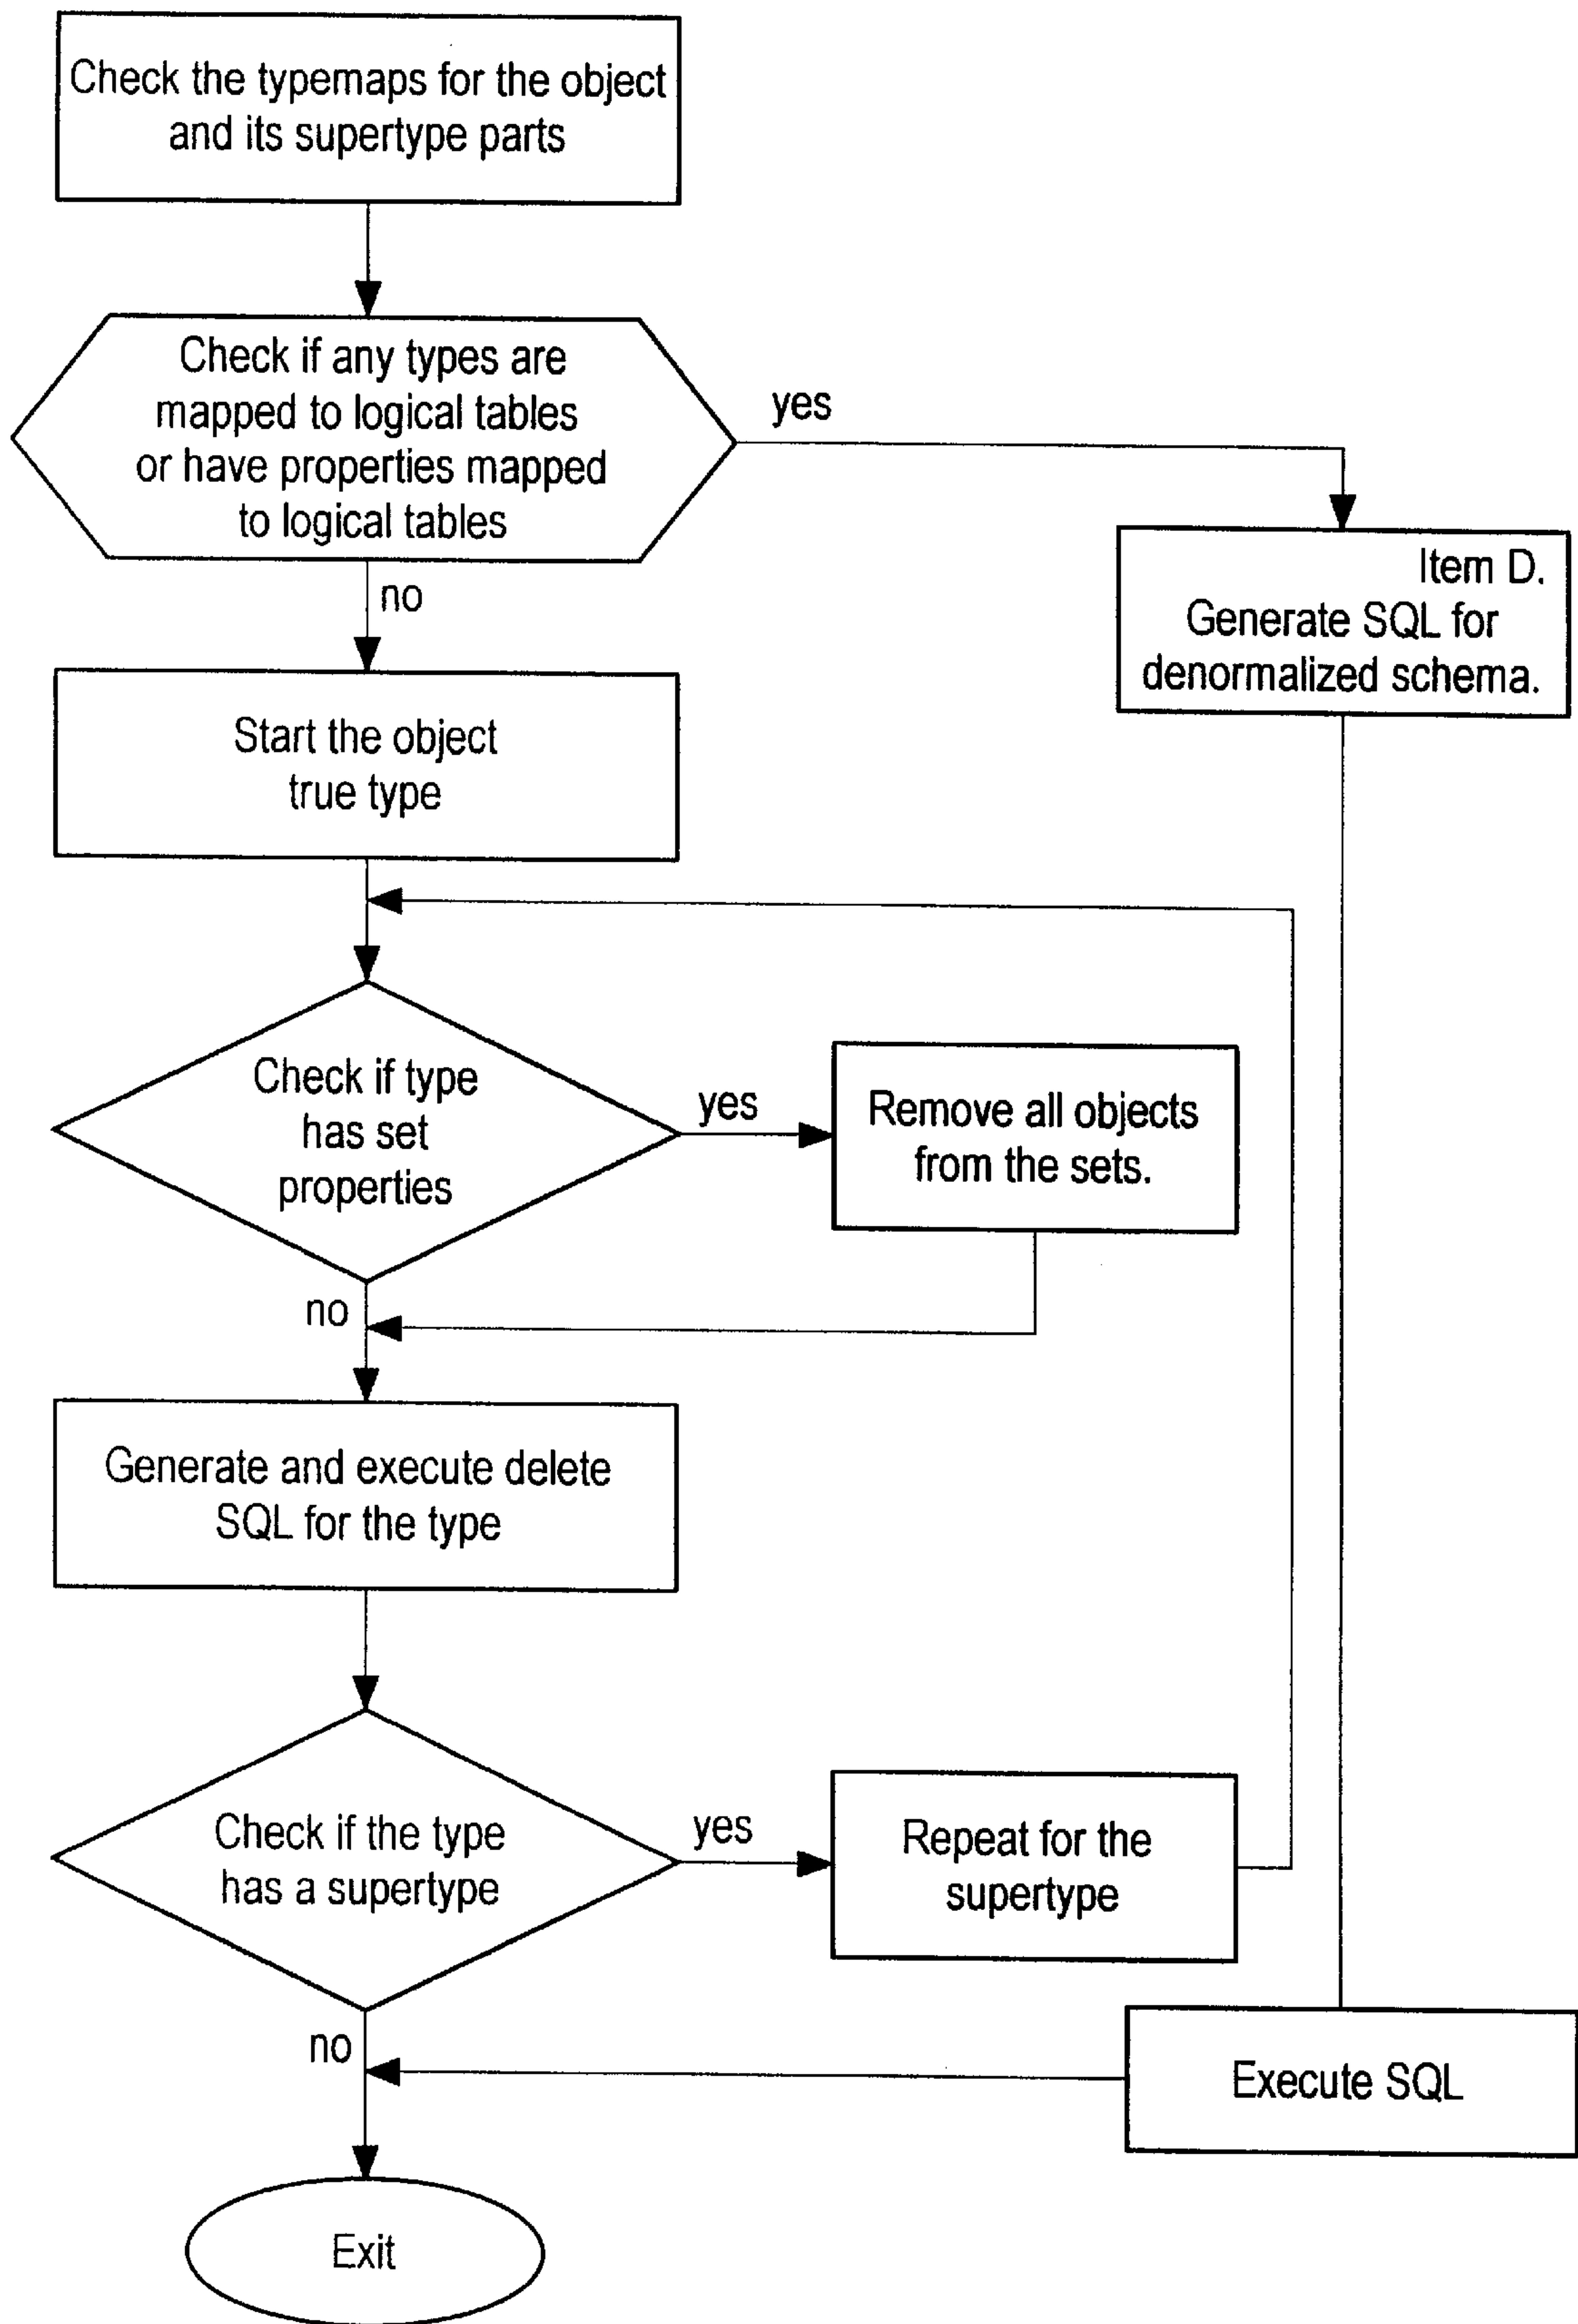 Check the typemaps for the object
and its supertype parts
Check if any types are
mapped to logical tables
or have properties mapped
to logical tables
yes
no
Item D.
Generate SQL for
denormalized schema.
Start the object
true type
Check if type
has set
properties
yes
Remove all objects
from the sets.
no
Generate and execute delete
SQL for the type
Check if the type
has a supertype
yes
Repeat for the
supertype
no
Execute SQL
Exit